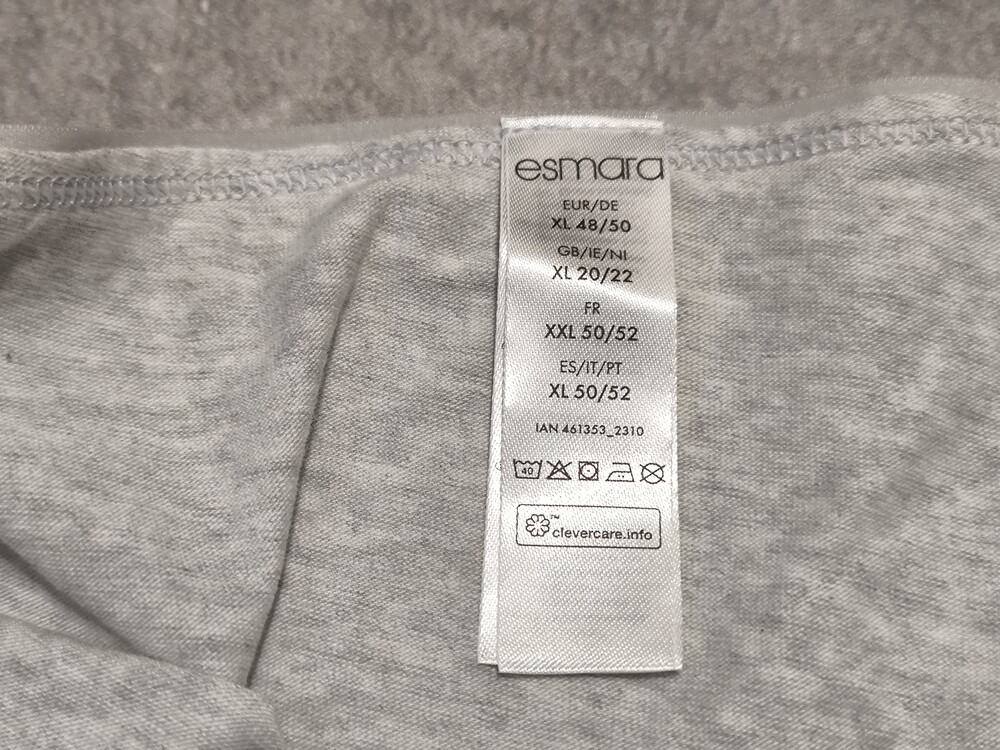 esmara
EUR/DE
XL 48/50
GB/IE/NI
XL 20/22
FR
XXL 50/52
ES/IT/PT
XL 50/52
IAN 461353_2310
40
™
clevercare.info